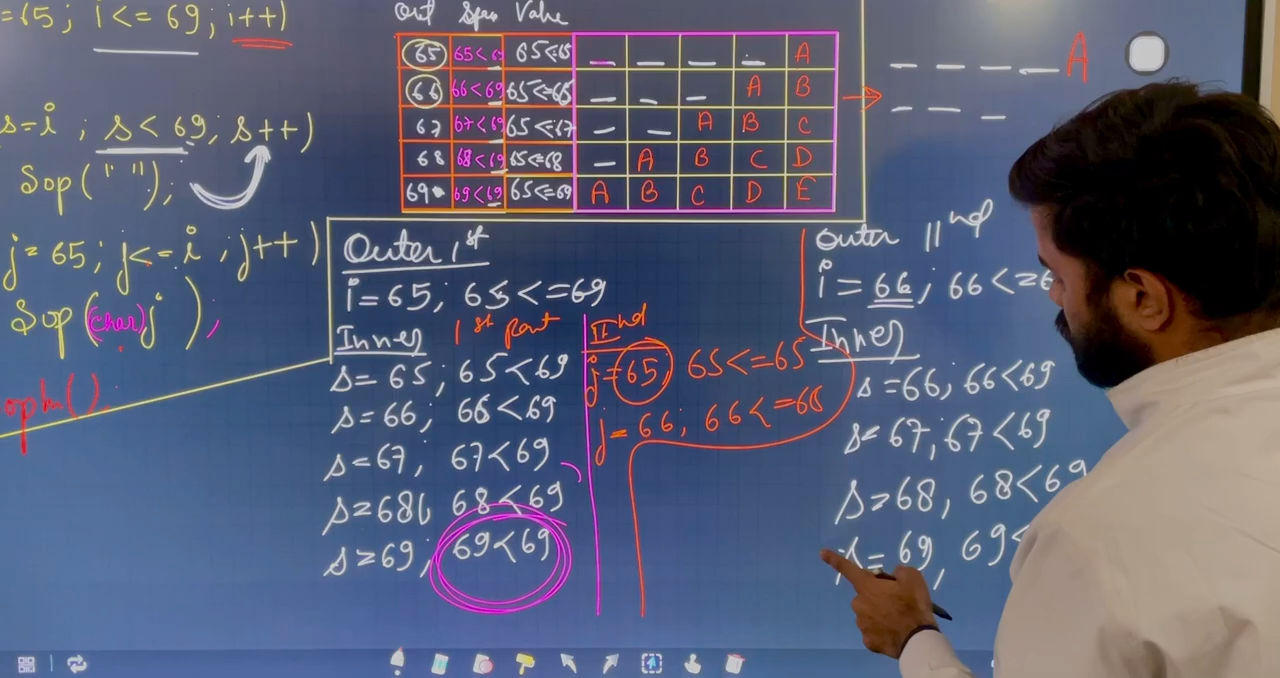 =65; i <= 69; i++)
s=i ; s < 69; s++)
Sop(" ");
j = 65; j <= i ; j++)
Sop((char)j );
opln().
Out Value
65 65<69 65<=65 _ _ _ _ A
66 66<69 65<=65 _ _ _ A B
67 67<69 65<=67 _ _ A B C
68 68<69 65<=68 _ A B C D
69 69<69 65<=69 A B C D E
_ _ _ _ A
_ _ _
Outer 1st
i=65; 65<=69
Inner 1st part
s=65; 65<69
s=66; 66<69
s=67, 67<69
s=68, 68<69
s=69; 69<69
IInd
j=65; 65<=65
j=66; 66<=65
Outer IInd
i=66; 66<=6
Inner
s=66, 66<69
s=67, 67<69
s=68, 68<69
s=69, 69<